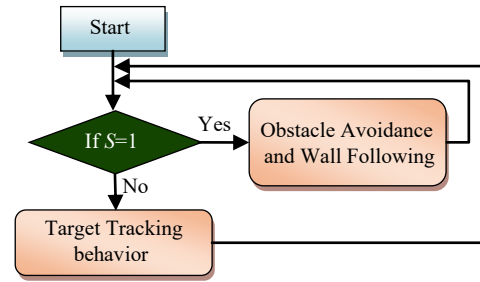 Start
If S=1
Yes
Obstacle Avoidance
and Wall Following
No
Target Tracking
behavior